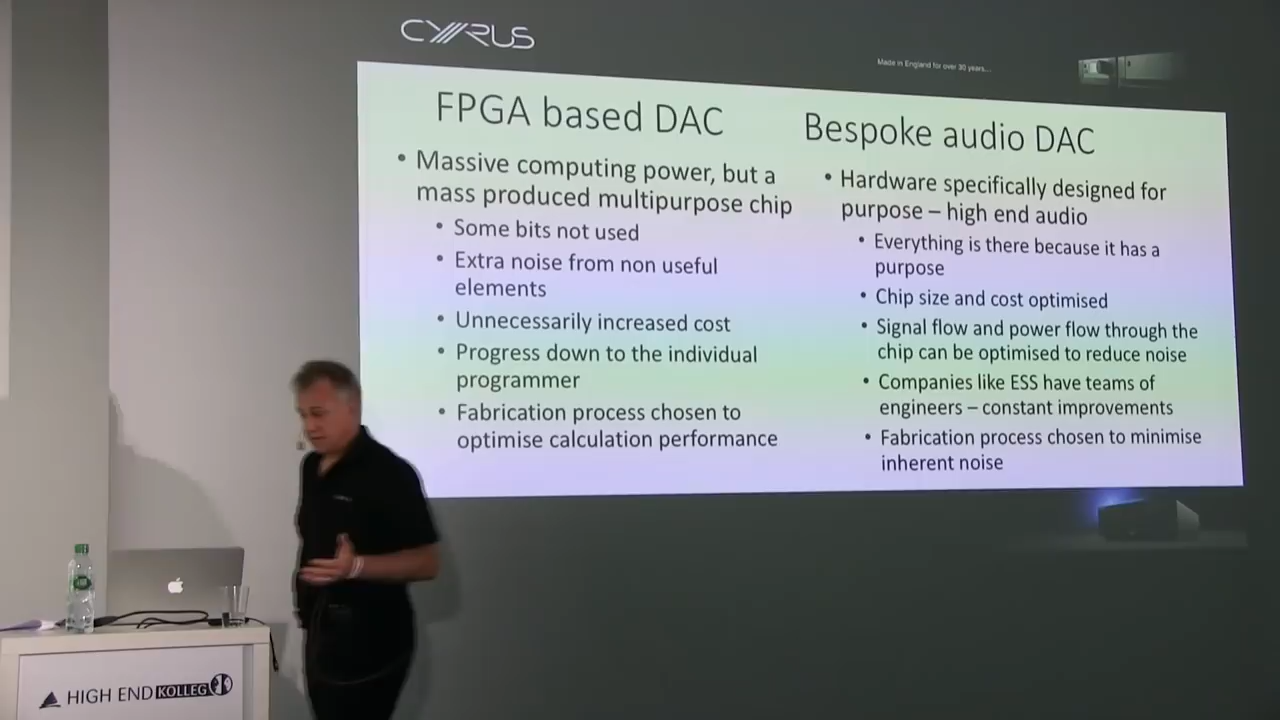 CYRUS
Made in England for over 30 years...
FPGA based DAC
• Massive computing power, but a
mass produced multipurpose chip
• Some bits not used
• Extra noise from non useful
elements
• Unnecessarily increased cost
• Progress down to the individual
programmer
• Fabrication process chosen to
optimise calculation performance
Bespoke audio DAC
• Hardware specifically designed for
purpose – high end audio
• Everything is there because it has a
purpose
• Chip size and cost optimised
• Signal flow and power flow through the
chip can be optimised to reduce noise
• Companies like ESS have teams of
engineers – constant improvements
• Fabrication process chosen to minimise
inherent noise
HIGH END KOLLEG